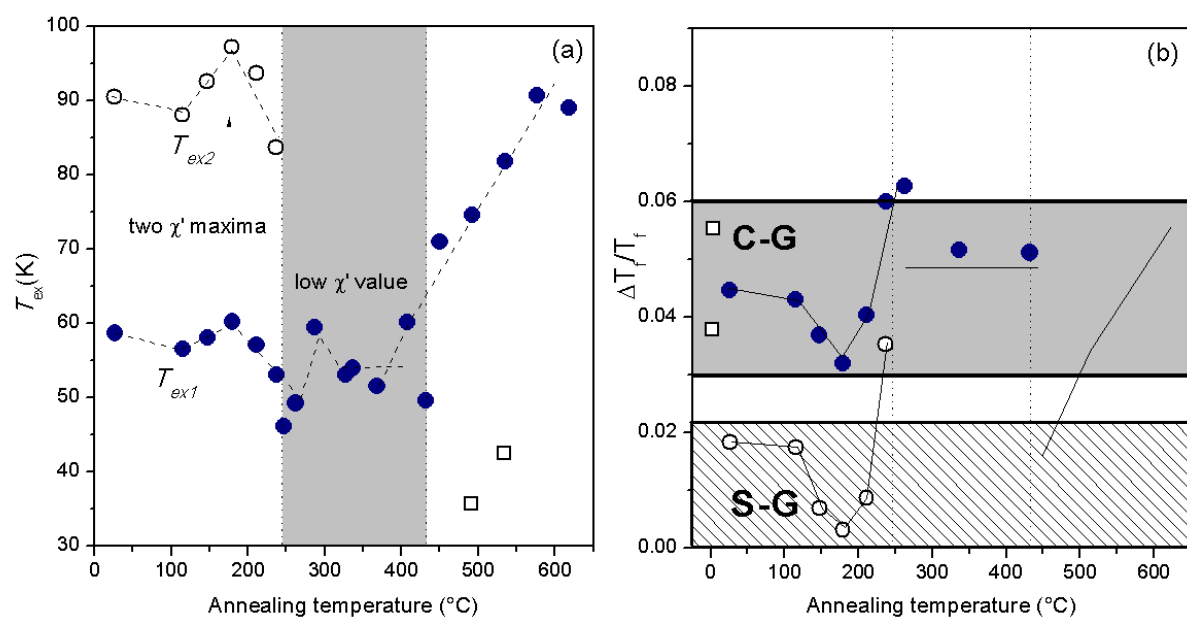 (a)
100
90
80
70
60
50
40
30
T_ex(K)
T_ex2
two χ' maxima
low χ' value
T_ex1
0 100 200 300 400 500 600
Annealing temperature (°C)
(b)
0.08
0.06
0.04
0.02
0.00
ΔT_f/T_f
C-G
S-G
0 100 200 300 400 500 600
Annealing temperature (°C)